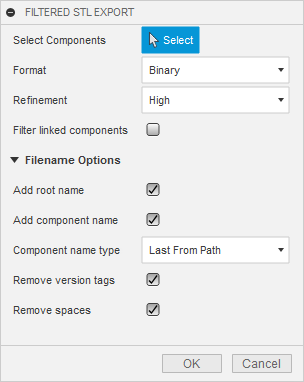 FILTERED STL EXPORT
Select Components Select
Format Binary
Refinement High
Filter linked components
Filename Options
Add root name
Add component name
Component name type Last From Path
Remove version tags
Remove spaces
OK Cancel